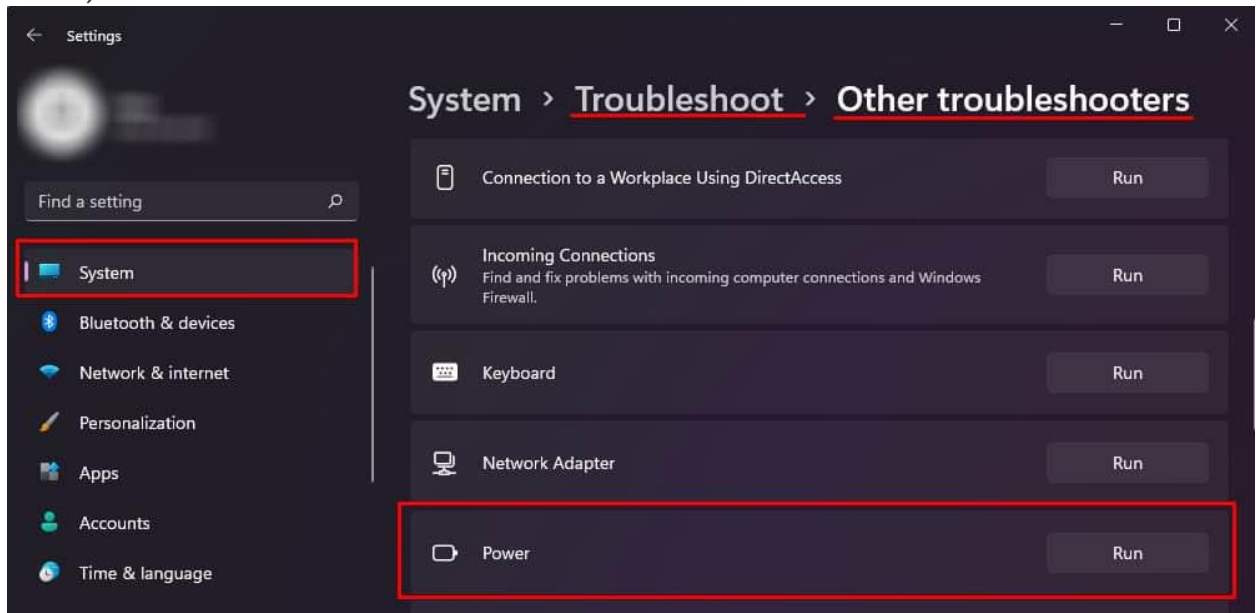 Settings
System > Troubleshoot > Other troubleshooters
Find a setting
System
Bluetooth & devices
Network & internet
Personalization
Apps
Accounts
Time & language
Connection to a Workplace Using DirectAccess
Run
Incoming Connections
Find and fix problems with incoming computer connections and Windows
Firewall.
Run
Keyboard
Run
Network Adapter
Run
Power
Run